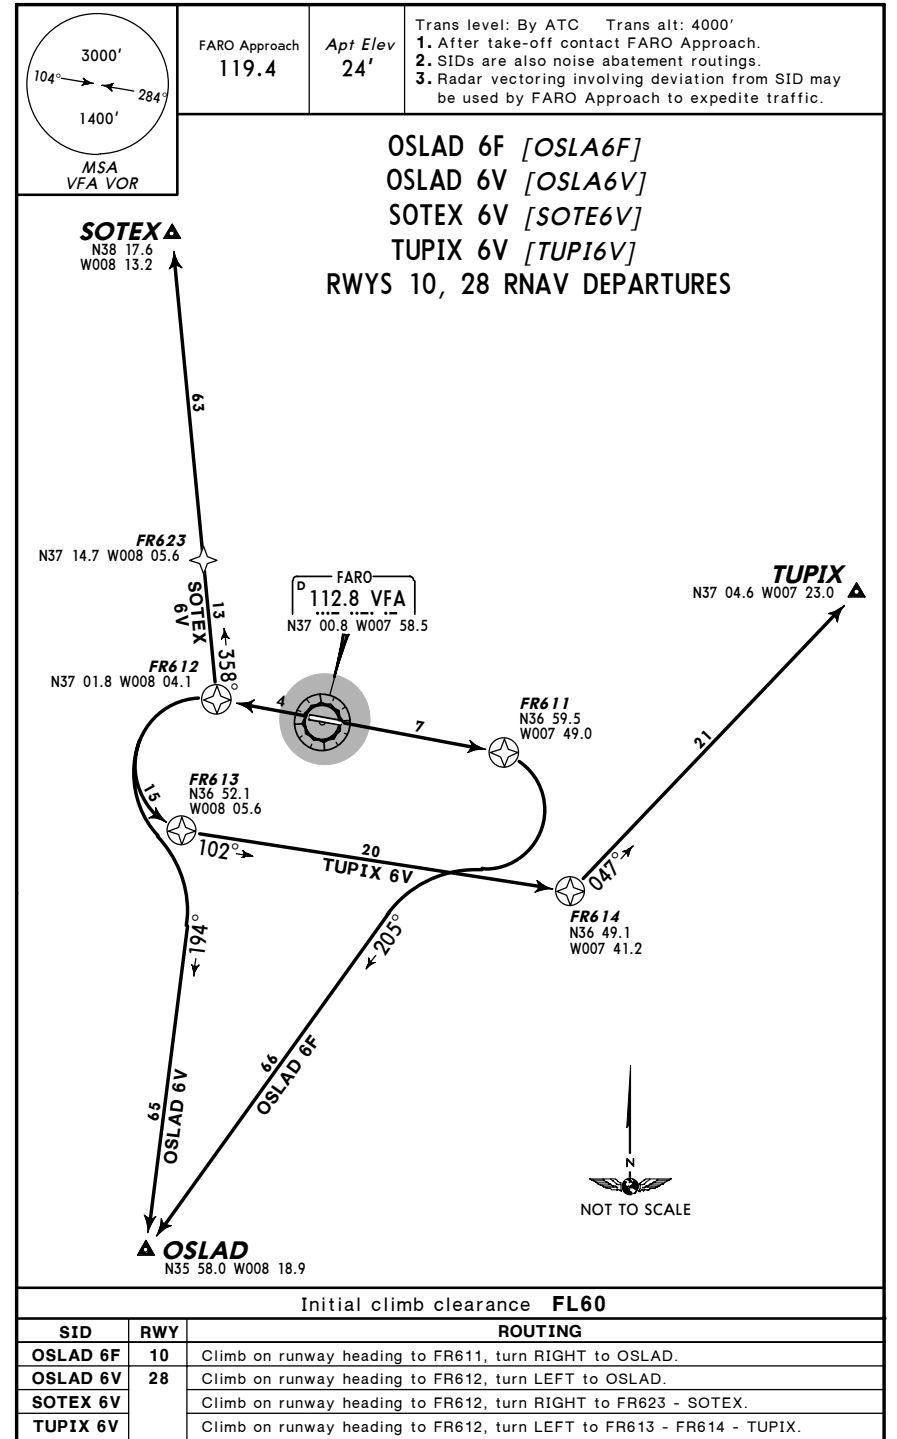 3000'
104°
284°
1400'
MSA
VFA VOR
FARO Approach
119.4
Apt Elev
24'
Trans level: By ATC Trans alt: 4000'
1. After take-off contact FARO Approach.
2. SIDs are also noise abatement routings.
3. Radar vectoring involving deviation from SID may
be used by FARO Approach to expedite traffic.
OSLAD 6F [OSLA6F]
OSLAD 6V [OSLA6V]
SOTEX 6V [SOTE6V]
TUPIX 6V [TUPI6V]
RWYS 10, 28 RNAV DEPARTURES
SOTEX
N38 17.6
W008 13.2
63
FR623
N37 14.7 W008 05.6
SOTEX
6V
13
358°
FR612
N37 01.8 W008 04.1
D
FARO
112.8 VFA
N37 00.8 W007 58.5
TUPIX
N37 04.6 W007 23.0
4
7
FR611
N36 59.5
W007 49.0
21
FR613
N36 52.1
W008 05.6
15
102°
20
TUPIX 6V
047°
FR614
N36 49.1
W007 41.2
194°
205°
66
OSLAD 6F
65
OSLAD 6V
N
NOT TO SCALE
OSLAD
N35 58.0 W008 18.9
Initial climb clearance FL60
SID RWY ROUTING
OSLAD 6F 10 Climb on runway heading to FR611, turn RIGHT to OSLAD.
OSLAD 6V 28 Climb on runway heading to FR612, turn LEFT to OSLAD.
SOTEX 6V Climb on runway heading to FR612, turn RIGHT to FR623 - SOTEX.
TUPIX 6V Climb on runway heading to FR612, turn LEFT to FR613 - FR614 - TUPIX.